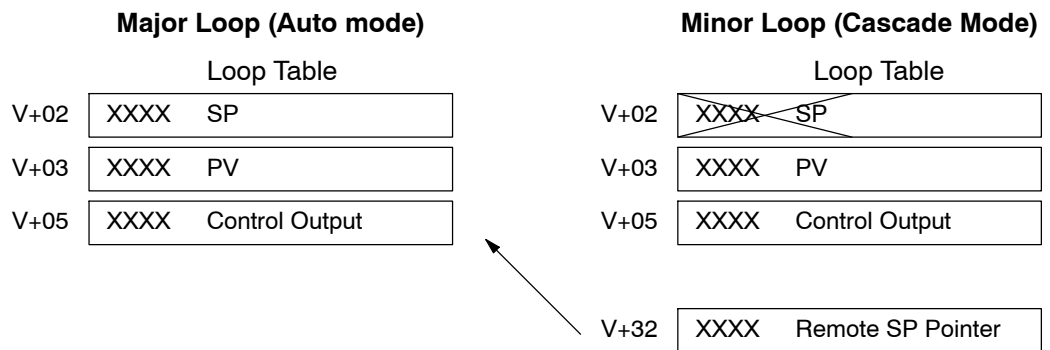 Major Loop (Auto mode)
Loop Table
V+02 XXXX SP
V+03 XXXX PV
V+05 XXXX Control Output
Minor Loop (Cascade Mode)
Loop Table
V+02 XXXX SP
V+03 XXXX PV
V+05 XXXX Control Output
V+32 XXXX Remote SP Pointer